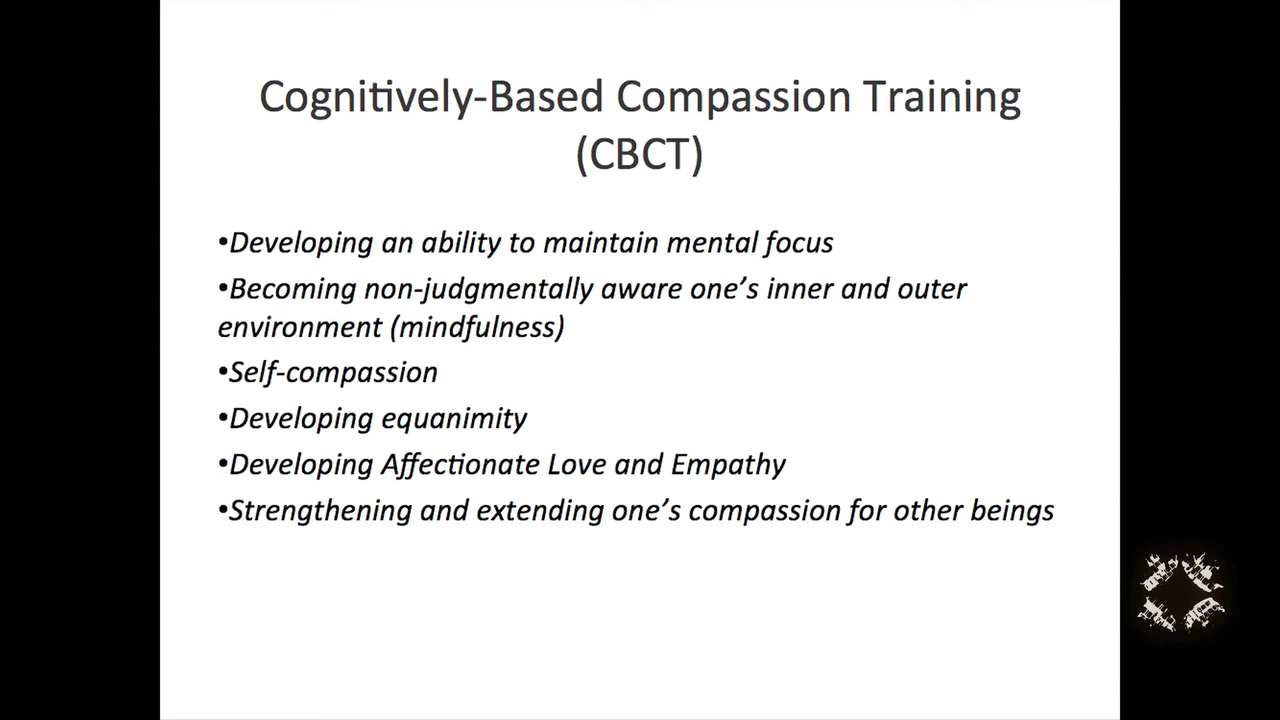 Cognitively-Based Compassion Training
(CBCT)
•Developing an ability to maintain mental focus
•Becoming non-judgmentally aware one’s inner and outer
environment (mindfulness)
•Self-compassion
•Developing equanimity
•Developing Affectionate Love and Empathy
•Strengthening and extending one’s compassion for other beings